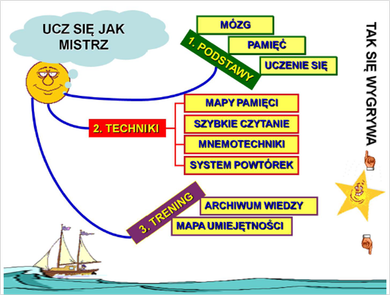 UCZ SIĘ JAK
MISTRZ
1. PODSTAWY
MÓZG
PAMIĘĆ
UCZENIE SIĘ
2. TECHNIKI
MAPY PAMIĘCI
SZYBKIE CZYTANIE
MNEMOTECHNIKI
SYSTEM POWTÓREK
3. TRENING
ARCHIWUM WIEDZY
MAPA UMIEJĘTNOŚCI
TAK SIĘ WYGRYWA